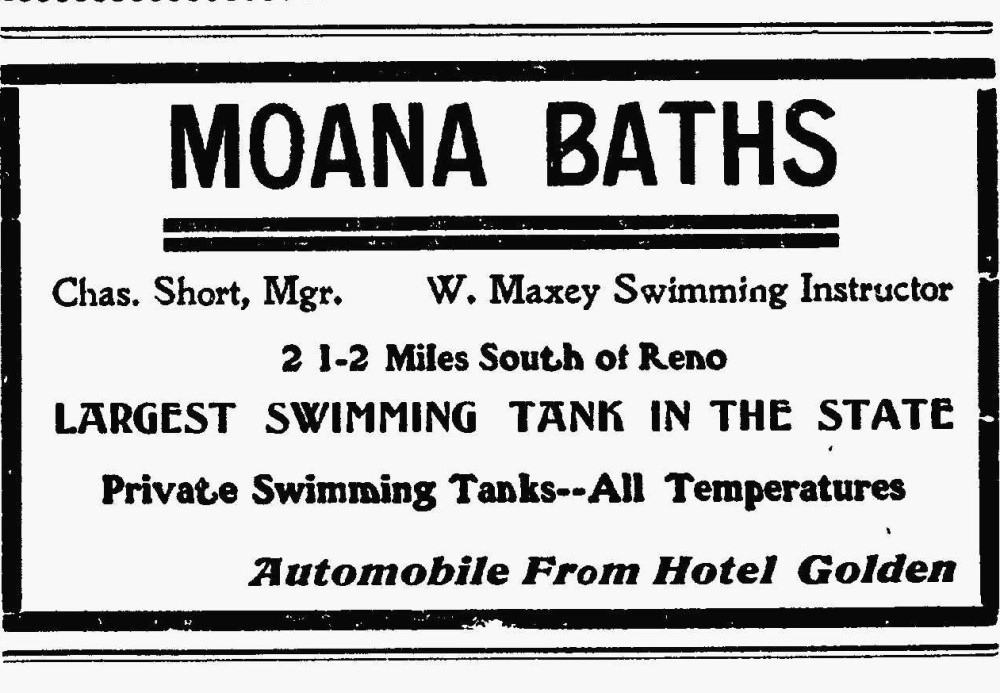 MOANA BATHS
Chas. Short, Mgr. W. Maxey Swimming Instructor
2 1-2 Miles South of Reno
LARGEST SWIMMING TANK IN THE STATE
Private Swimming Tanks--All Temperatures
Automobile From Hotel Golden